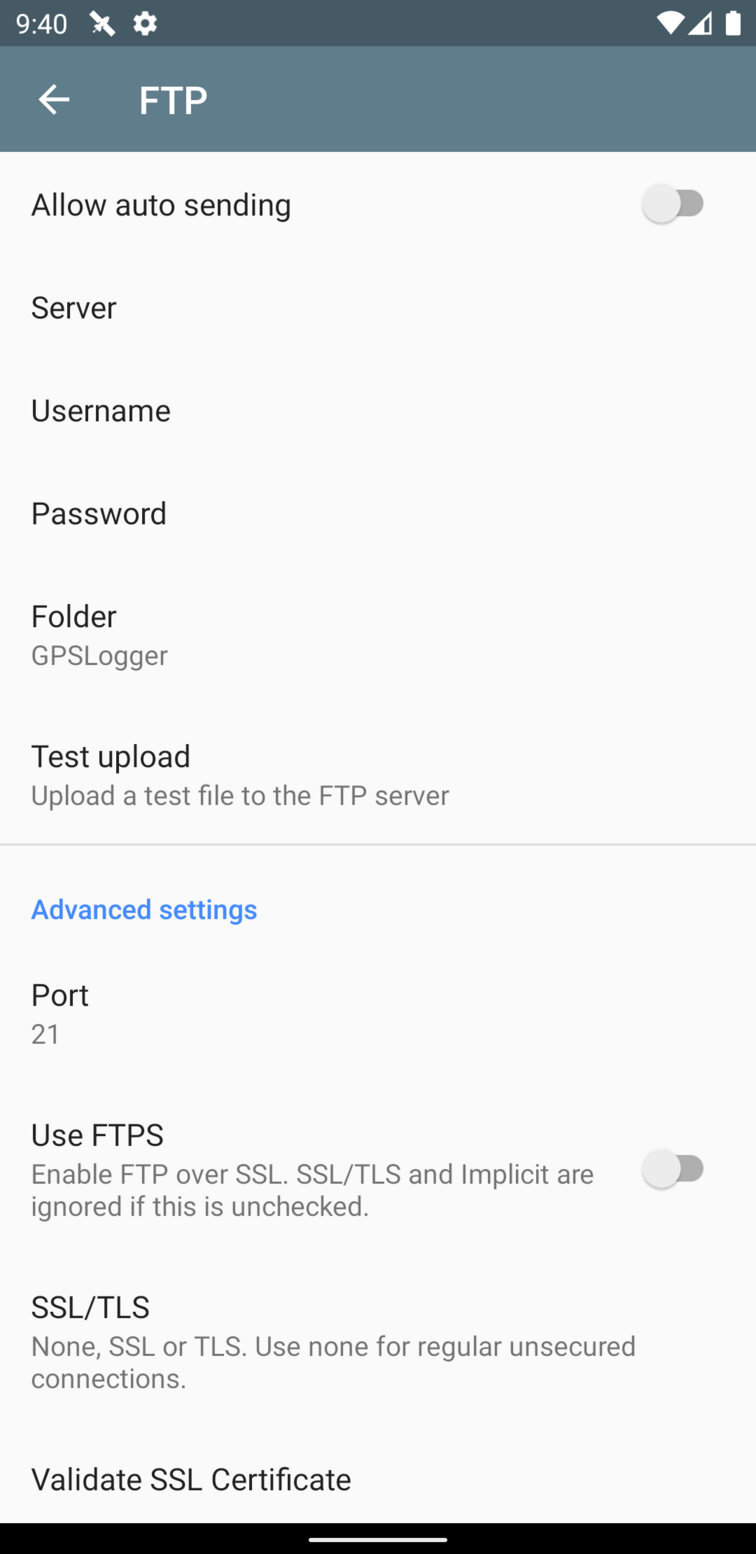 9:40
FTP
Allow auto sending
Server
Username
Password
Folder
GPSLogger
Test upload
Upload a test file to the FTP server
Advanced settings
Port
21
Use FTPS
Enable FTP over SSL. SSL/TLS and Implicit are
ignored if this is unchecked.
SSL/TLS
None, SSL or TLS. Use none for regular unsecured
connections.
Validate SSL Certificate